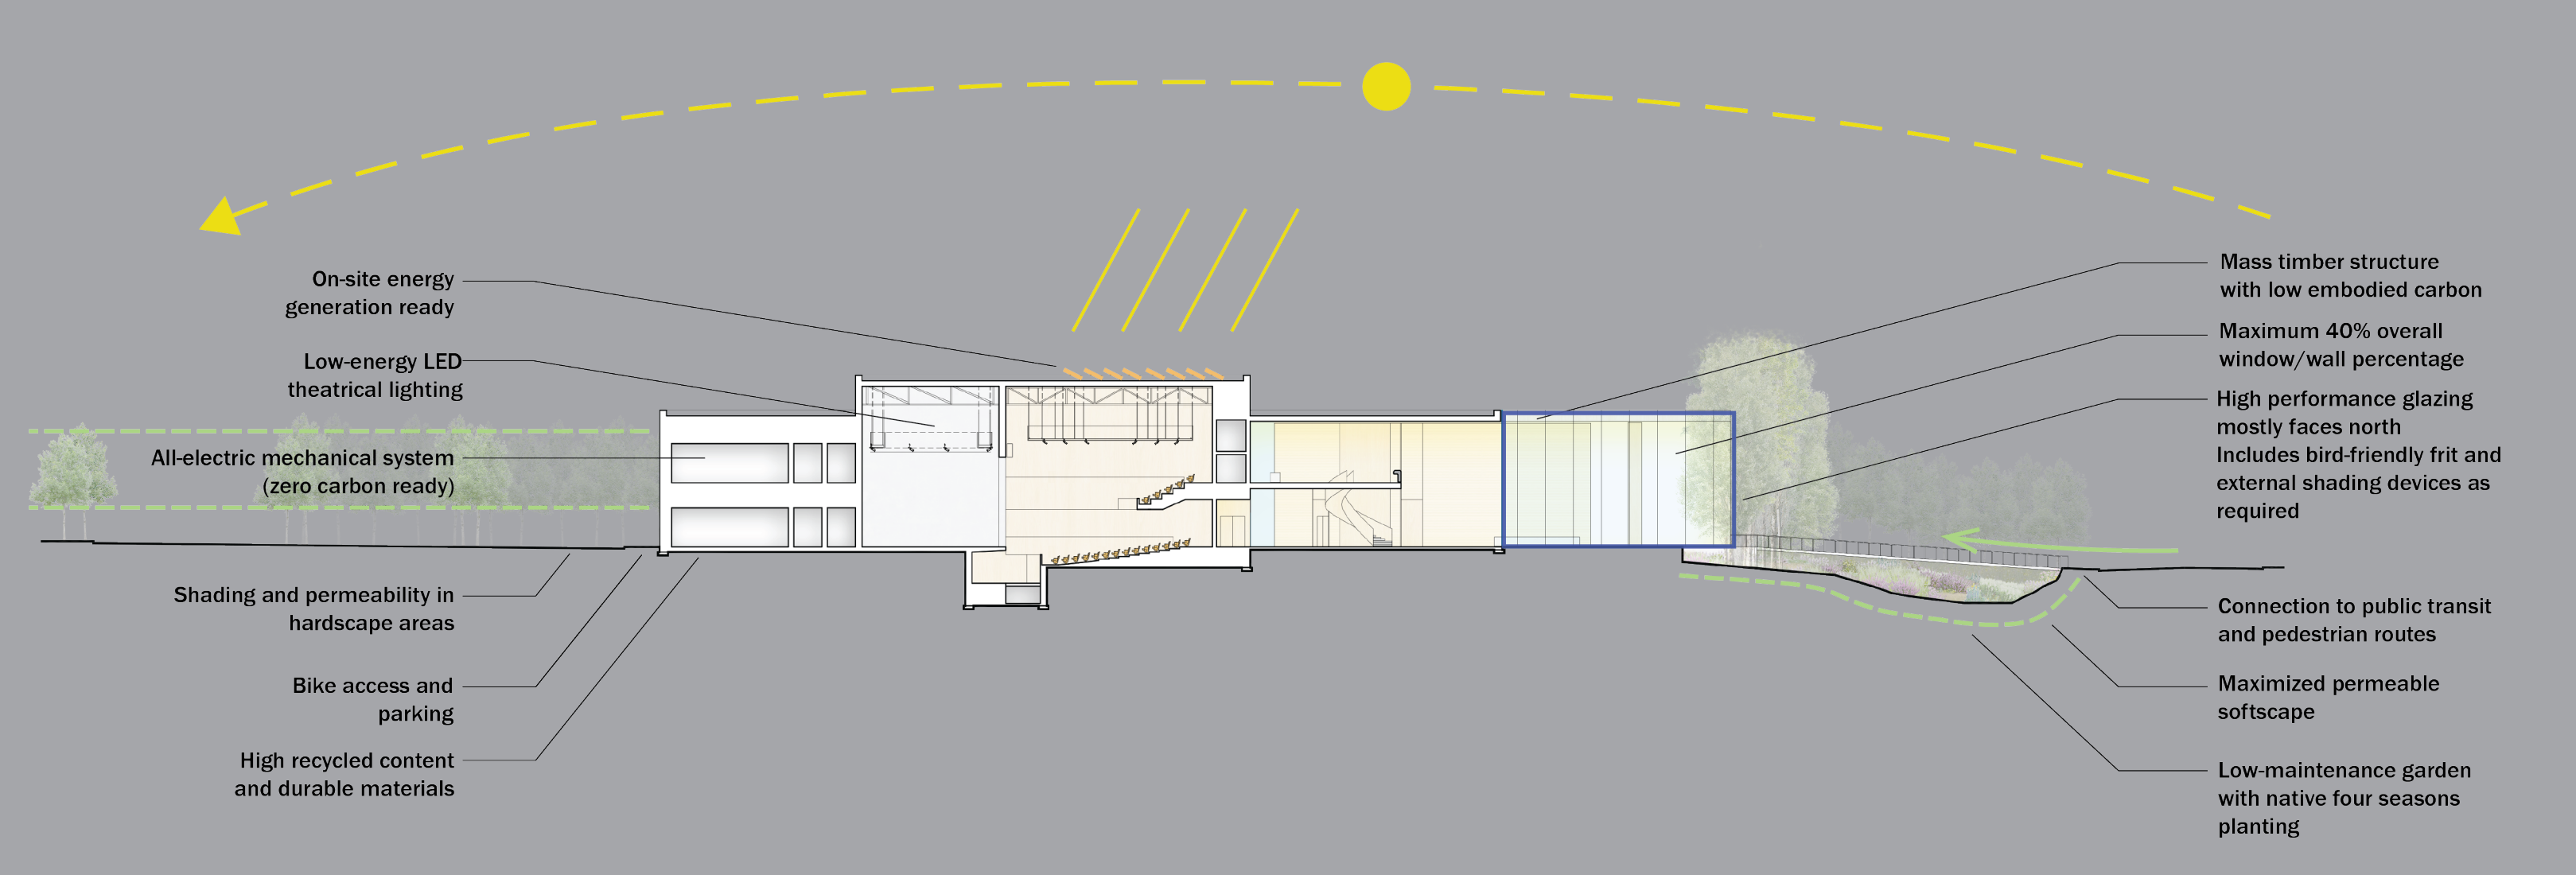 On-site energy
generation ready
Low-energy LED
theatrical lighting
All-electric mechanical system
(zero carbon ready)
Shading and permeability in
hardscape areas
Bike access and
parking
High recycled content
and durable materials
Mass timber structure
with low embodied carbon
Maximum 40% overall
window/wall percentage
High performance glazing
mostly faces north
Includes bird-friendly frit and
external shading devices as
required
Connection to public transit
and pedestrian routes
Maximized permeable
softscape
Low-maintenance garden
with native four seasons
planting